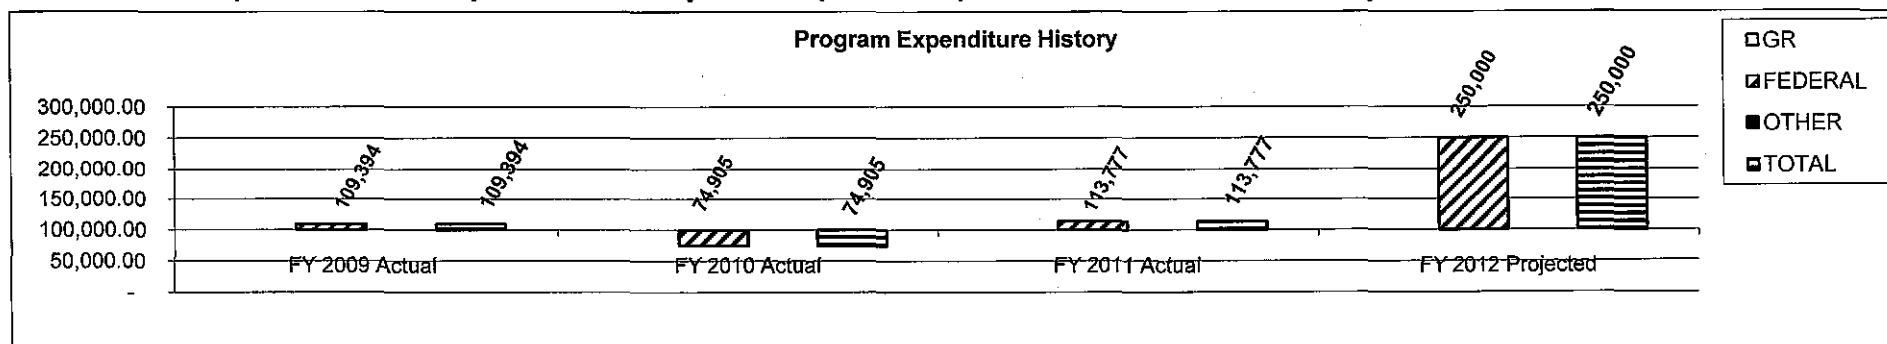 Program Expenditure History
GR
FEDERAL
OTHER
TOTAL
300,000.00
250,000.00
200,000.00
150,000.00
100,000.00
50,000.00
-
109,394
109,394
74,905
74,905
113,777
113,777
250,000
250,000
FY 2009 Actual
FY 2010 Actual
FY 2011 Actual
FY 2012 Projected